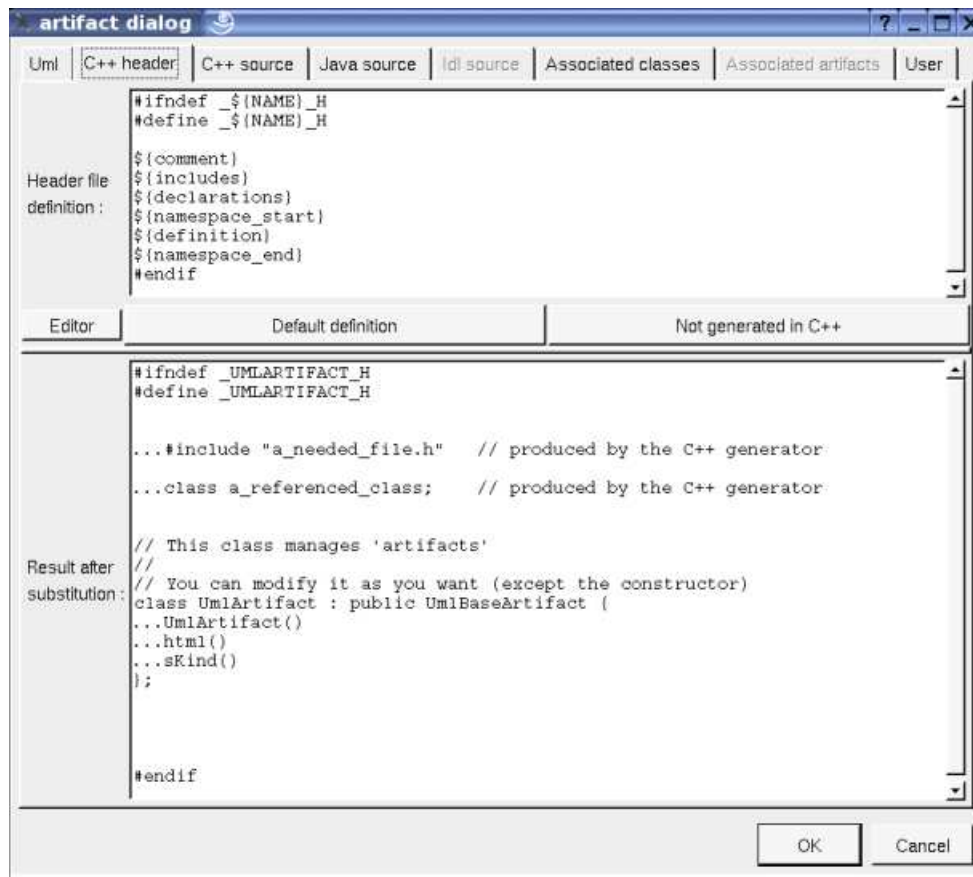 artifact dialog
Uml C++ header C++ source Java source Idl source Associated classes Associated artifacts User
Header file
definition :
#ifndef _${NAME}_H
#define _${NAME}_H
${comment}
${includes}
${declarations}
${namespace_start}
${definition}
${namespace_end}
#endif
Editor Default definition Not generated in C++
Result after
substitution :
#ifndef _UMLARTIFACT_H
#define _UMLARTIFACT_H
...#include "a_needed_file.h" // produced by the C++ generator
...class a_referenced_class; // produced by the C++ generator
// This class manages 'artifacts'
//
// You can modify it as you want (except the constructor)
class UmlArtifact : public UmlBaseArtifact {
...UmlArtifact()
...html()
...sKind()
};
#endif
OK Cancel